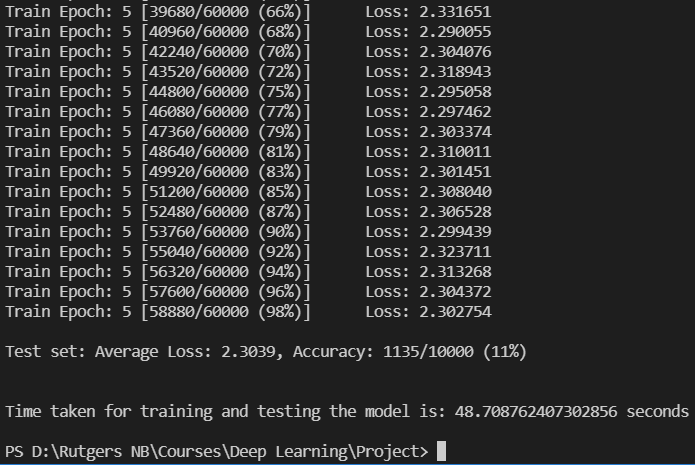 Train Epoch: 5 [39680/60000 (66%)]	Loss: 2.331651
Train Epoch: 5 [40960/60000 (68%)]	Loss: 2.290055
Train Epoch: 5 [42240/60000 (70%)]	Loss: 2.304076
Train Epoch: 5 [43520/60000 (72%)]	Loss: 2.318943
Train Epoch: 5 [44800/60000 (75%)]	Loss: 2.295058
Train Epoch: 5 [46080/60000 (77%)]	Loss: 2.297462
Train Epoch: 5 [47360/60000 (79%)]	Loss: 2.303374
Train Epoch: 5 [48640/60000 (81%)]	Loss: 2.310011
Train Epoch: 5 [49920/60000 (83%)]	Loss: 2.301451
Train Epoch: 5 [51200/60000 (85%)]	Loss: 2.308040
Train Epoch: 5 [52480/60000 (87%)]	Loss: 2.306528
Train Epoch: 5 [53760/60000 (90%)]	Loss: 2.299439
Train Epoch: 5 [55040/60000 (92%)]	Loss: 2.323711
Train Epoch: 5 [56320/60000 (94%)]	Loss: 2.313268
Train Epoch: 5 [57600/60000 (96%)]	Loss: 2.304372
Train Epoch: 5 [58880/60000 (98%)]	Loss: 2.302754
Test set: Average Loss: 2.3039, Accuracy: 1135/10000 (11%)
Time taken for training and testing the model is: 48.708762407302856 seconds
PS D:\Rutgers NB\Courses\Deep Learning\Project>